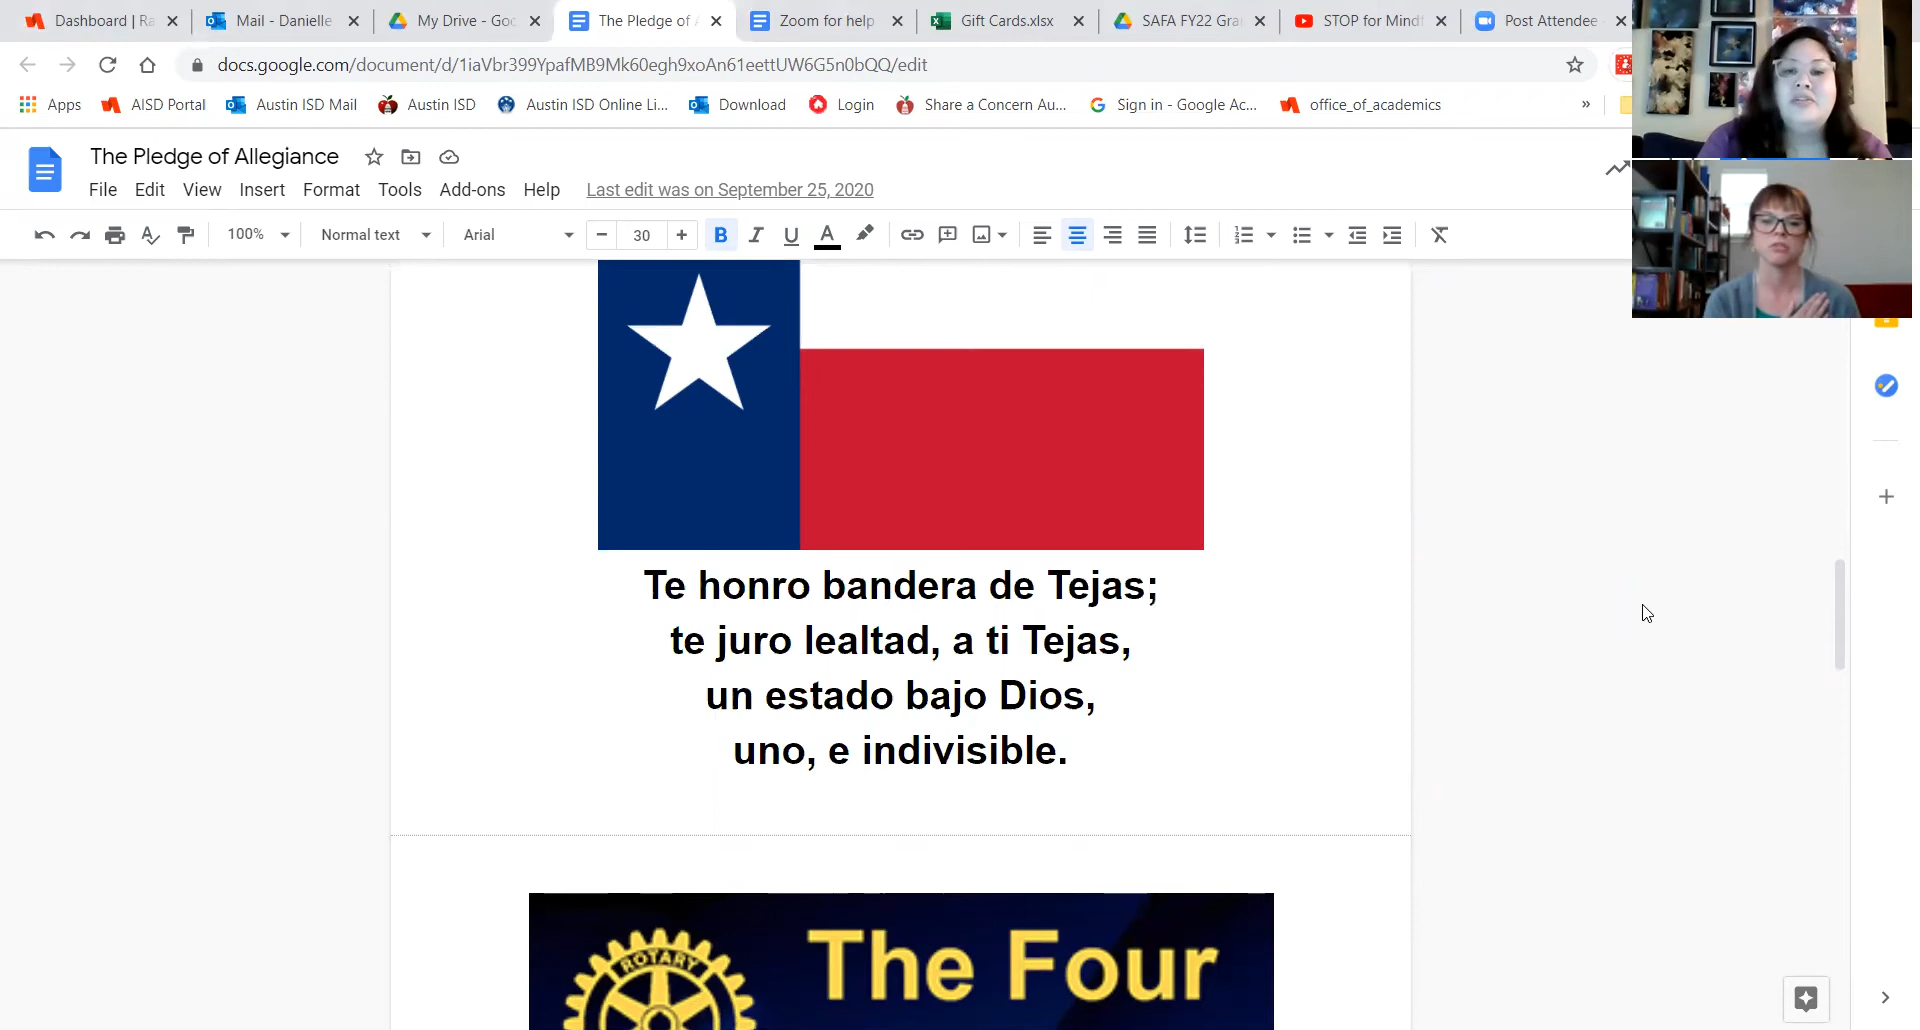 Dashboard | Ra
Mail - Danielle
My Drive - Goo
The Pledge of A
Zoom for help
Gift Cards.xlsx
SAFA FY22 Gra
STOP for Mindf
Post Attendee
docs.google.com/document/d/1iaVbr399YpafMB9Mk60egh9xoAn61eettUW6G5n0bQQ/edit
Apps
AISD Portal
Austin ISD Mail
Austin ISD
Austin ISD Online Li...
Download
Login
Share a Concern Au...
Sign in - Google Ac...
office_of_academics
»
The Pledge of Allegiance
File Edit View Insert Format Tools Add-ons Help Last edit was on September 25, 2020
100% Normal text Arial 30 B I U A
Te honro bandera de Tejas;
te juro lealtad, a ti Tejas,
un estado bajo Dios,
uno, e indivisible.
ROTARY
The Four